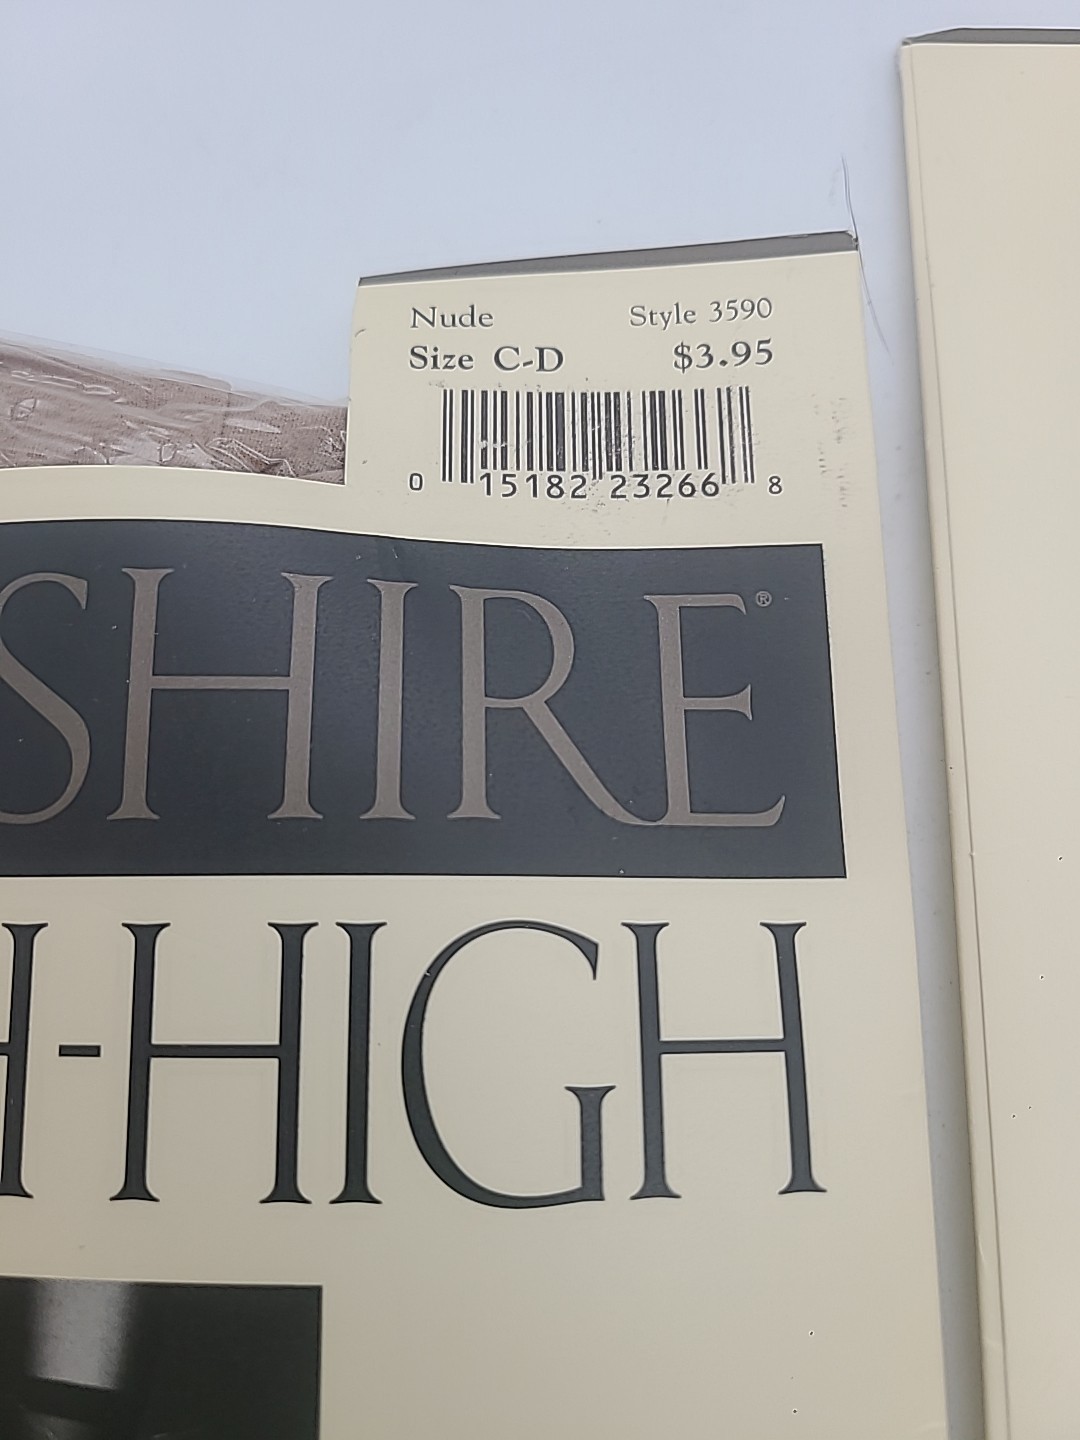 Nude Style 3590
Size C-D $3.95
0 15182 23266 8
SHIRE®
H-HIGH